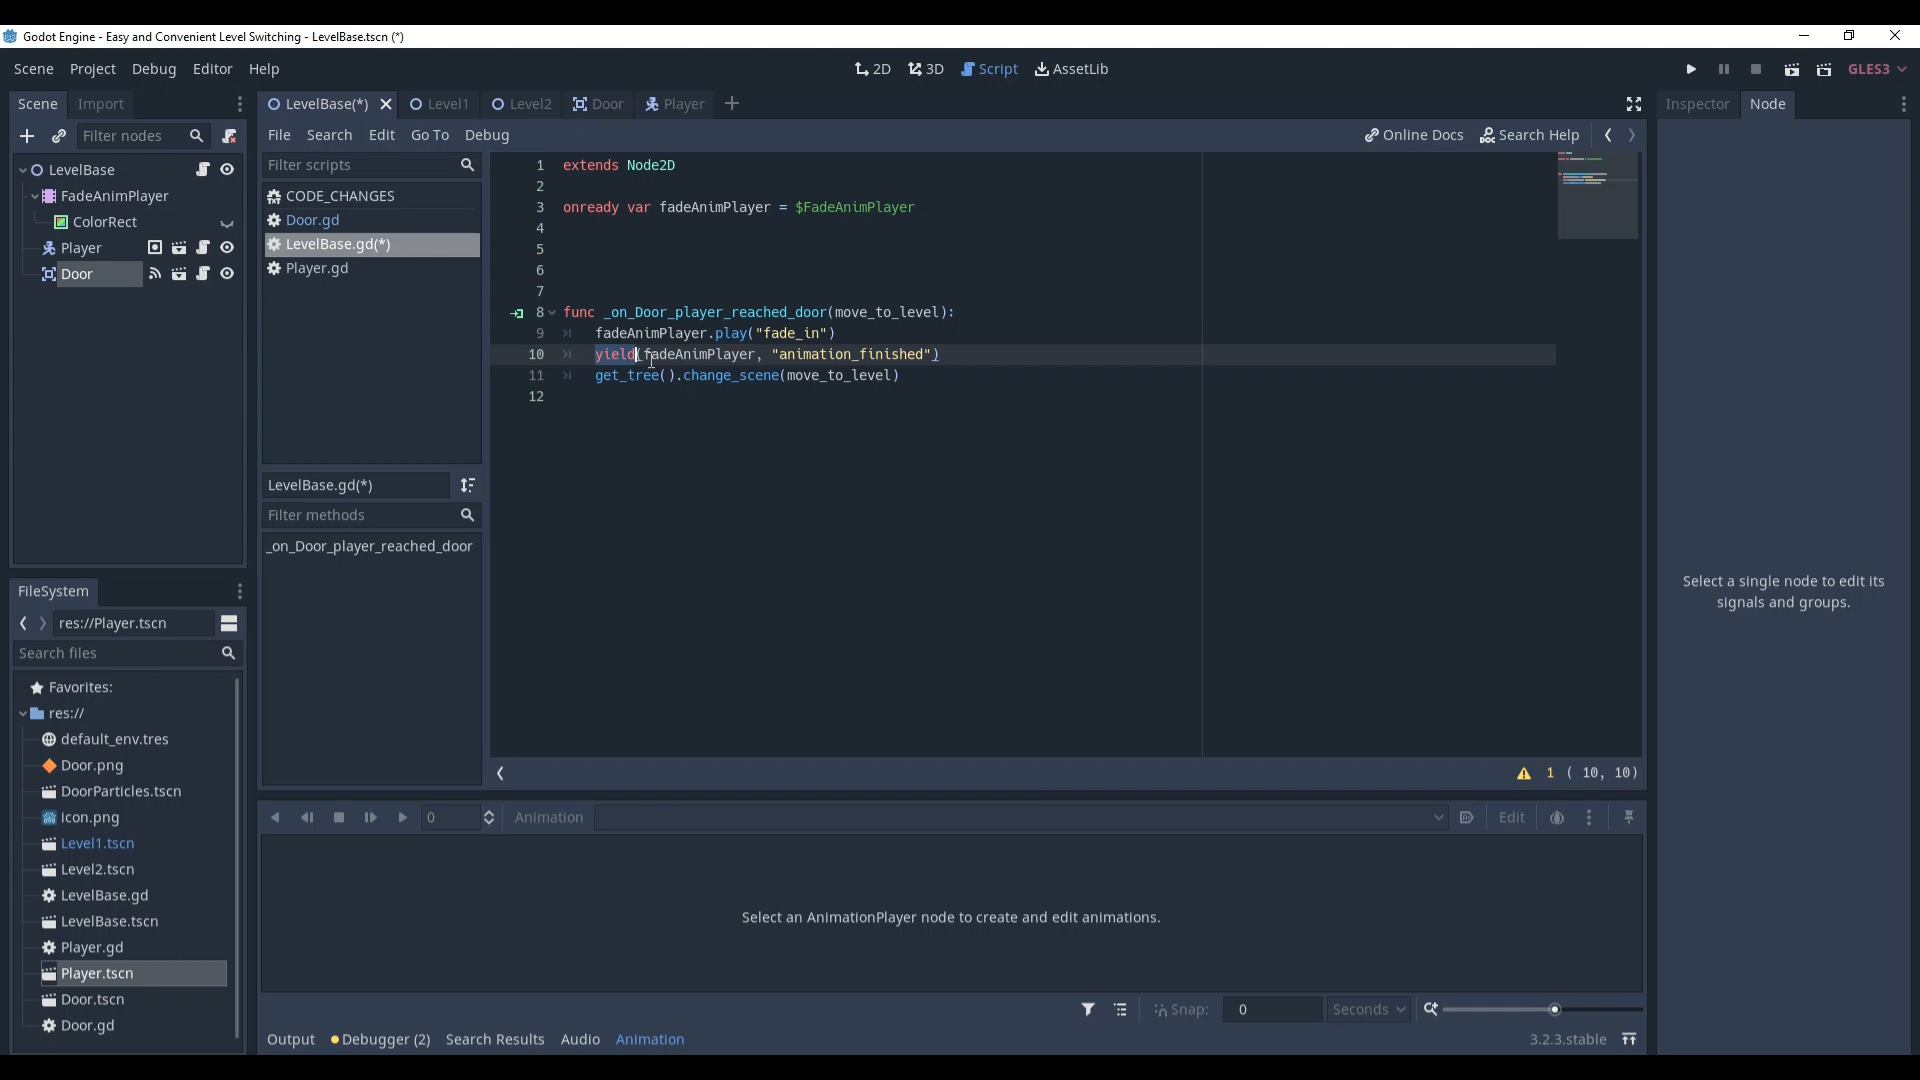 Godot Engine - Easy and Convenient Level Switching - LevelBase.tscn (*)
Scene Project Debug Editor Help
2D 3D Script AssetLib
GLES3
Scene Import
Filter nodes
LevelBase
FadeAnimPlayer
ColorRect
Player
Door
LevelBase(*) Level1 Level2 Door Player
File Search Edit Go To Debug
Online Docs Search Help
Filter scripts
CODE_CHANGES
Door.gd
LevelBase.gd(*)
Player.gd
LevelBase.gd(*)
Filter methods
_on_Door_player_reached_door
1 extends Node2D
2
3 onready var fadeAnimPlayer = $FadeAnimPlayer
4
5
6
7
8 func _on_Door_player_reached_door(move_to_level):
9 fadeAnimPlayer.play("fade_in")
10 yield(fadeAnimPlayer, "animation_finished")
11 get_tree().change_scene(move_to_level)
12
1 ( 10, 10)
Inspector Node
Select a single node to edit its
signals and groups.
FileSystem
res://Player.tscn
Search files
Favorites:
res://
default_env.tres
Door.png
DoorParticles.tscn
icon.png
Level1.tscn
Level2.tscn
LevelBase.gd
LevelBase.tscn
Player.gd
Player.tscn
Door.tscn
Door.gd
0 Animation Edit
Select an AnimationPlayer node to create and edit animations.
Snap: 0 Seconds
Output Debugger (2) Search Results Audio Animation
3.2.3.stable